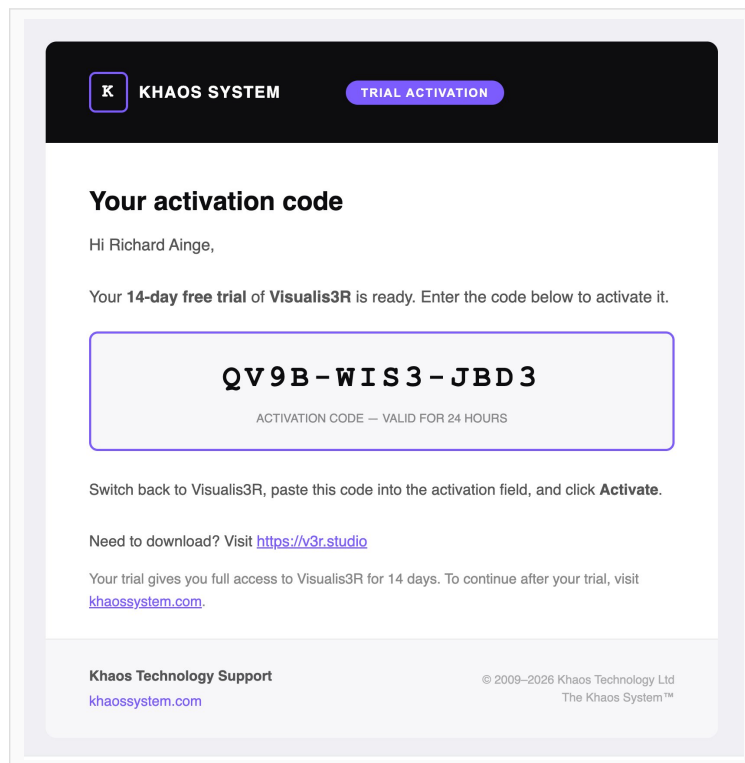 K
KHAOS SYSTEM
TRIAL ACTIVATION
Your activation code
Hi Richard Ainge,
Your 14-day free trial of Visualis3R is ready. Enter the code below to activate it.
QV9B-WIS3-JBD3
ACTIVATION CODE — VALID FOR 24 HOURS
Switch back to Visualis3R, paste this code into the activation field, and click Activate.
Need to download? Visit https://v3r.studio
Your trial gives you full access to Visualis3R for 14 days. To continue after your trial, visit
khaossystem.com.
Khaos Technology Support
khaossystem.com
© 2009–2026 Khaos Technology Ltd
The Khaos System™